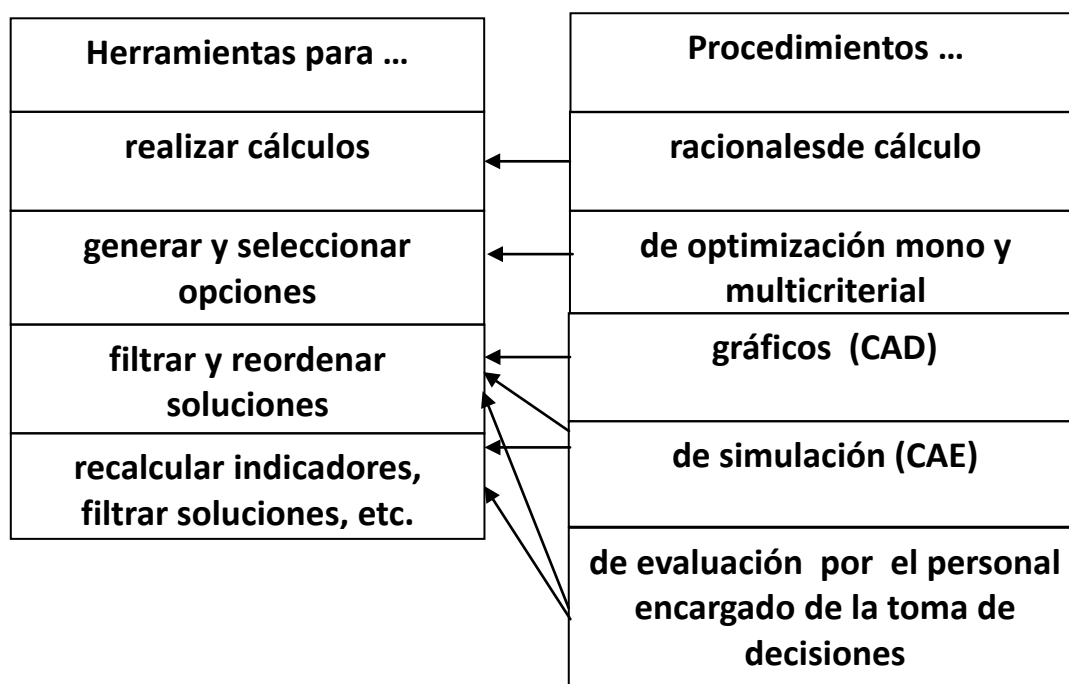 Herramientas para ...
realizar cálculos
generar y seleccionar
opciones
filtrar y reordenar
soluciones
recalcular indicadores,
filtrar soluciones, etc.
Procedimientos ...
racionalesde cálculo
de optimización mono y
multicriterial
gráficos (CAD)
de simulación (CAE)
de evaluación por el personal
encargado de la toma de
decisiones